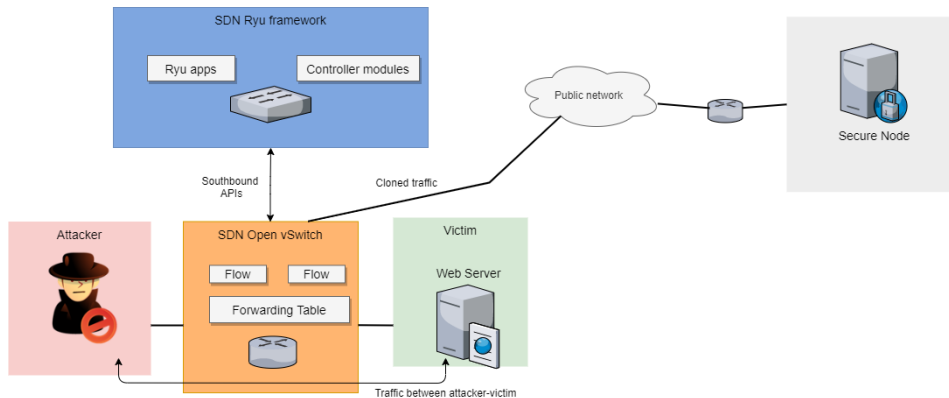 SDN Ryu framework
Ryu apps
Controller modules
Public network
Secure Node
Southbound
APIs
Cloned traffic
Attacker
SDN Open vSwitch
Victim
Flow
Flow
Web Server
Forwarding Table
Traffic between attacker-victim